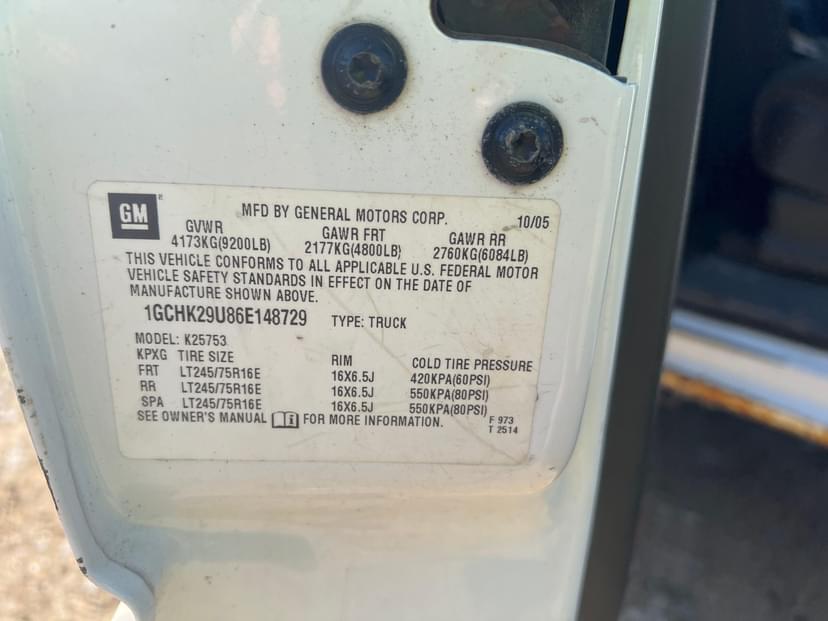 GM
MFD BY GENERAL MOTORS CORP. 10/05
GVWR GAWR FRT GAWR RR
4173KG(9200LB) 2177KG(4800LB) 2760KG(6084LB)
THIS VEHICLE CONFORMS TO ALL APPLICABLE U.S. FEDERAL MOTOR
VEHICLE SAFETY STANDARDS IN EFFECT ON THE DATE OF
MANUFACTURE SHOWN ABOVE.
1GCHK29U86E148729 TYPE: TRUCK
MODEL: K25753
KPXG TIRE SIZE RIM COLD TIRE PRESSURE
FRT LT245/75R16E 16X6.5J 420KPA(60PSI)
RR LT245/75R16E 16X6.5J 550KPA(80PSI)
SPA LT245/75R16E 16X6.5J 550KPA(80PSI)
SEE OWNER'S MANUAL FOR MORE INFORMATION. F 973
T 2514